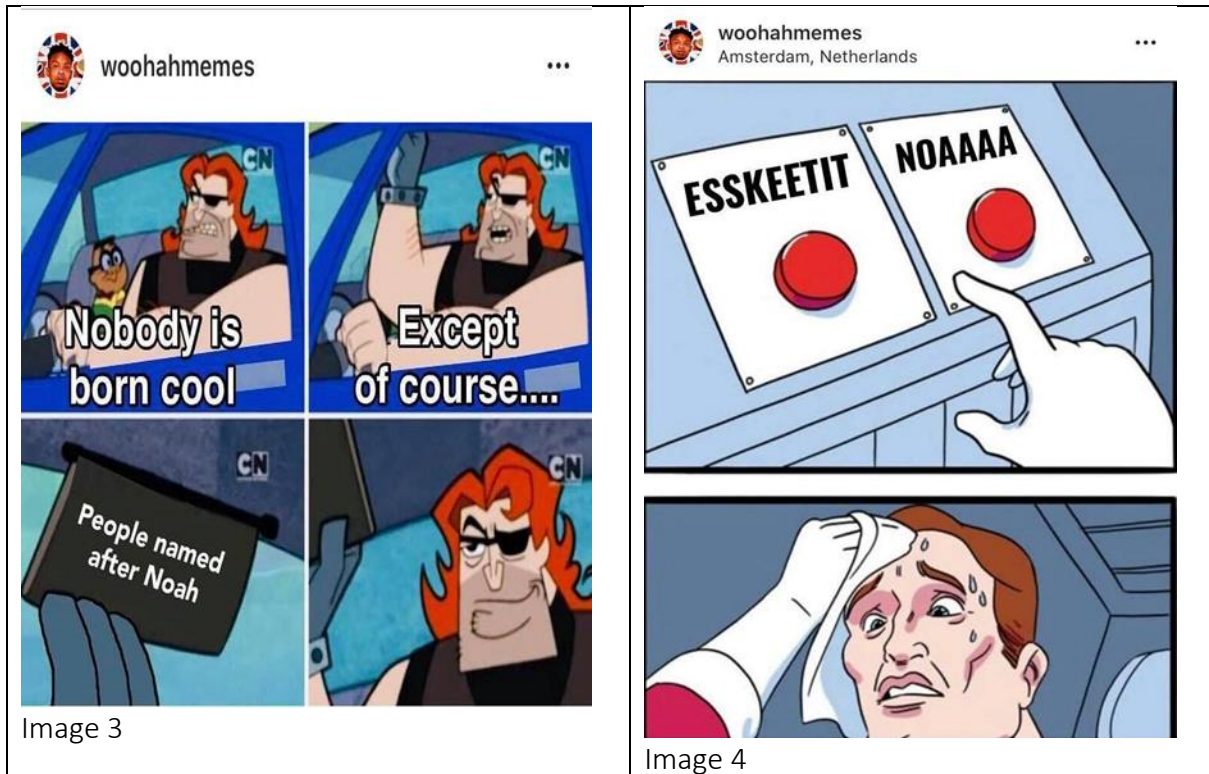 woohahmemes
CN
CN
Nobody is
born cool
Except
of course....
CN
CN
People named
after Noah
Image 3
woohahmemes
Amsterdam, Netherlands
ESSKEETIT
NOAAAA
Image 4